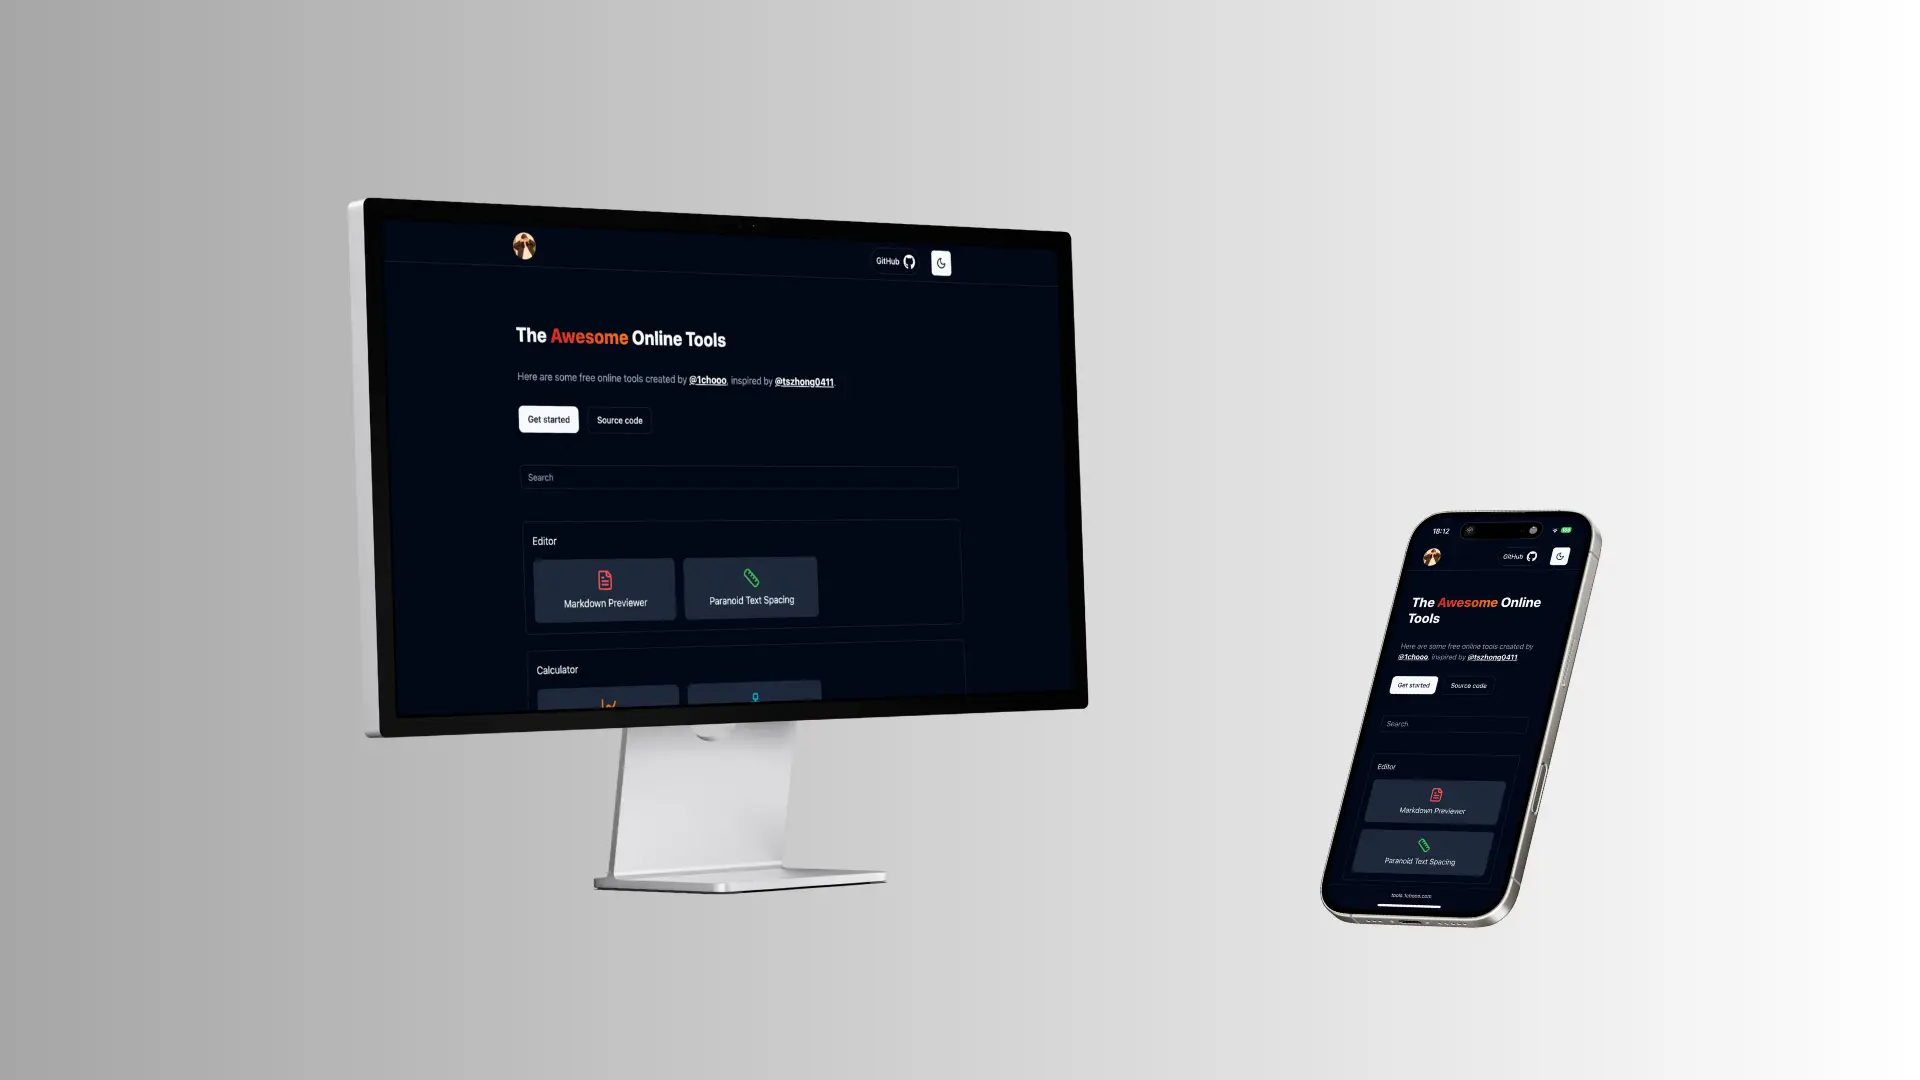 GitHub
The Awesome Online Tools
Here are some free online tools created by @1chooo, inspired by @tszhong0411.
Get started
Source code
Search
Editor
Markdown Previewer
Paranoid Text Spacing
Calculator
18:12
GitHub
The Awesome Online
Tools
Here are some free online tools created by
@1chooo, inspired by @tszhong0411.
Get started
Source code
Search
Editor
Markdown Previewer
Paranoid Text Spacing
tools.1chooo.com